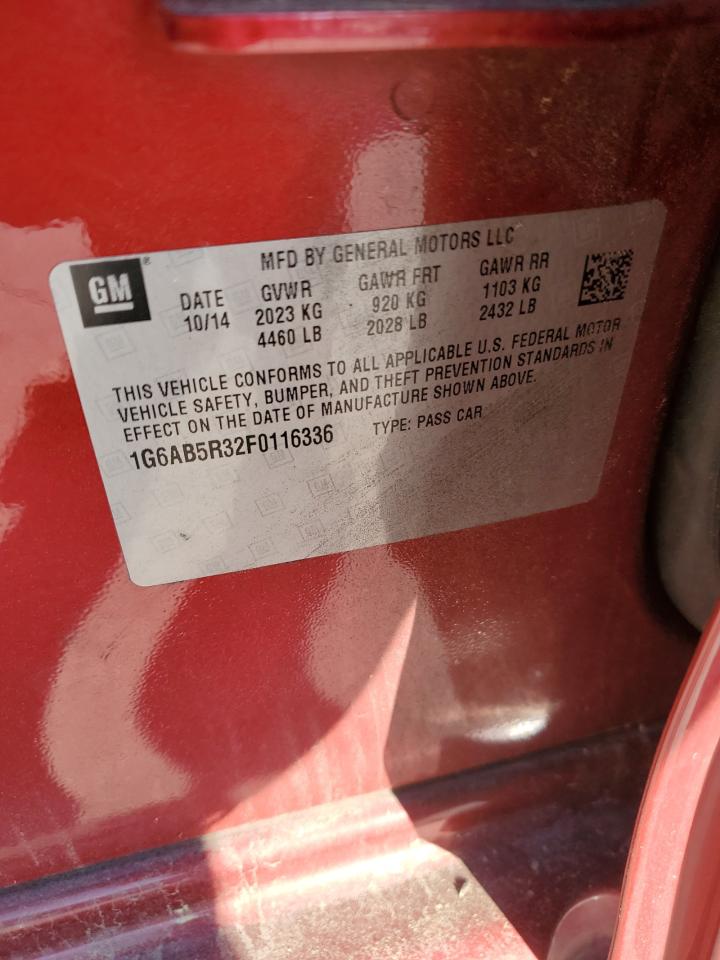 GM®
MFD BY GENERAL MOTORS LLC
DATE GVWR GAWR FRT GAWR RR
10/14 2023 KG 920 KG 1103 KG
4460 LB 2028 LB 2432 LB
THIS VEHICLE CONFORMS TO ALL APPLICABLE U.S. FEDERAL MOTOR
VEHICLE SAFETY, BUMPER, AND THEFT PREVENTION STANDARDS IN
EFFECT ON THE DATE OF MANUFACTURE SHOWN ABOVE.
1G6AB5R32F0116336 TYPE: PASS CAR